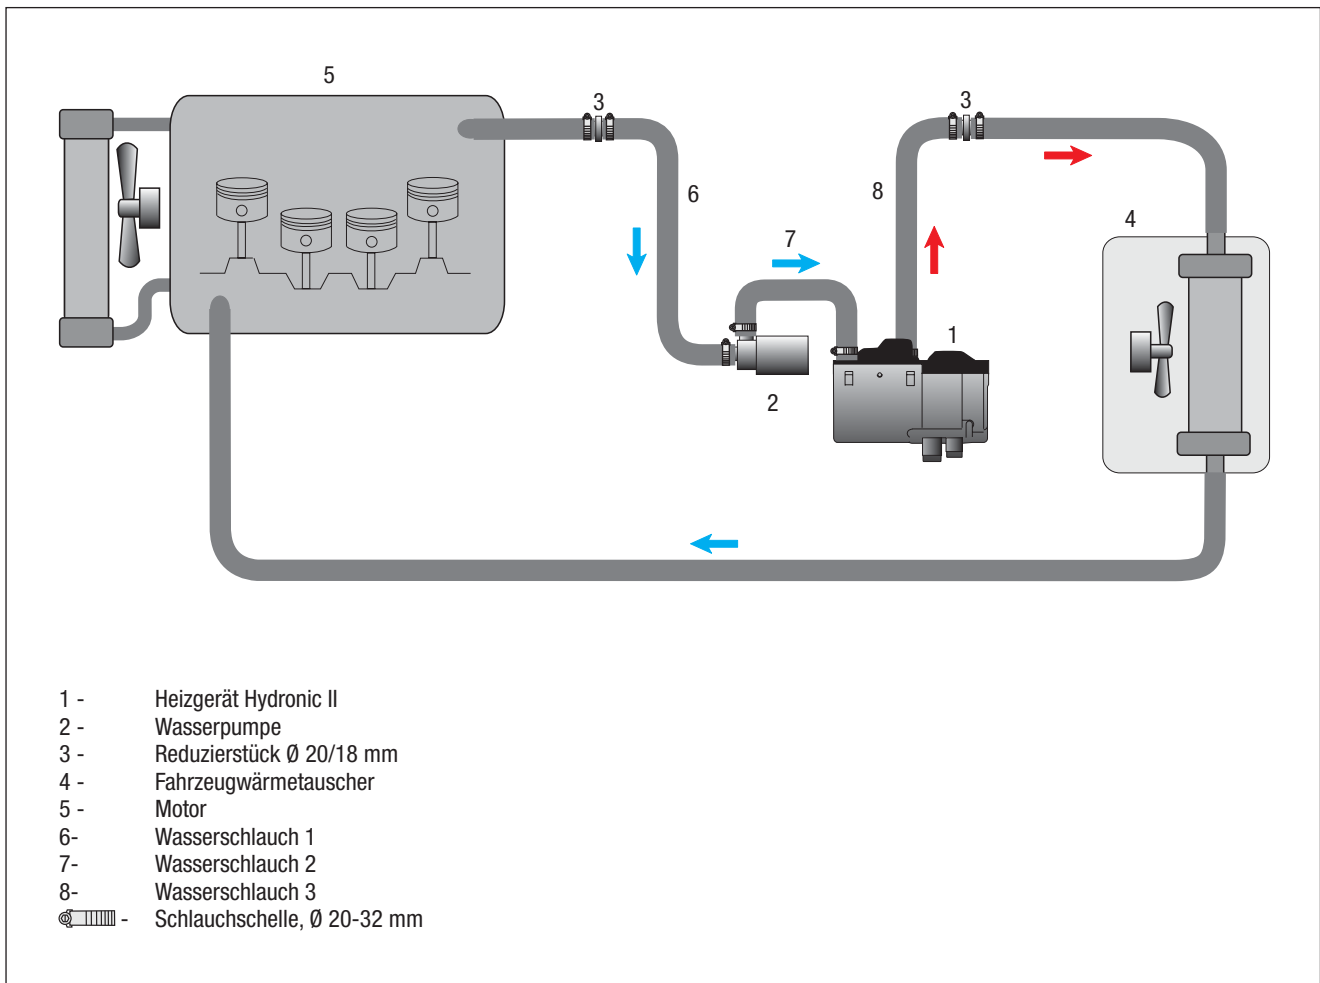 5
3
3
6
8
7
4
1
2
1 - Heizgerät Hydronic II
2 - Wasserpumpe
3 - Reduzierstück Ø 20/18 mm
4 - Fahrzeugwärmetauscher
5 - Motor
6- Wasserschlauch 1
7- Wasserschlauch 2
8- Wasserschlauch 3
- Schlauchschelle, Ø 20-32 mm